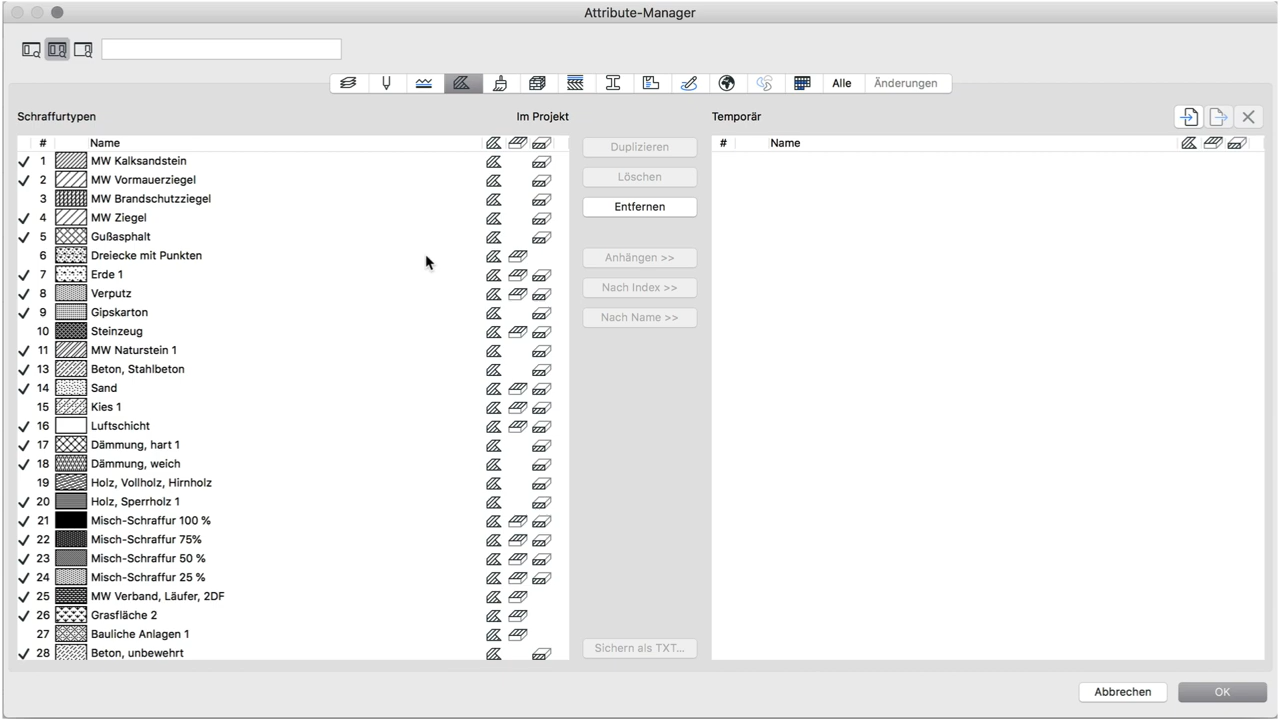 Attribute-Manager
Alle
Änderungen
Schraffurtypen
Im Projekt
# Name
1 MW Kalksandstein
2 MW Vormauerziegel
3 MW Brandschutzziegel
4 MW Ziegel
5 Gußasphalt
6 Dreiecke mit Punkten
7 Erde 1
8 Verputz
9 Gipskarton
10 Steinzeug
11 MW Naturstein 1
13 Beton, Stahlbeton
14 Sand
15 Kies 1
16 Luftschicht
17 Dämmung, hart 1
18 Dämmung, weich
19 Holz, Vollholz, Hirnholz
20 Holz, Sperrholz 1
21 Misch-Schraffur 100 %
22 Misch-Schraffur 75%
23 Misch-Schraffur 50 %
24 Misch-Schraffur 25 %
25 MW Verband, Läufer, 2DF
26 Grasfläche 2
27 Bauliche Anlagen 1
28 Beton, unbewehrt
Duplizieren
Löschen
Entfernen
Anhängen >>
Nach Index >>
Nach Name >>
Sichern als TXT...
Temporär
# Name
Abbrechen
OK